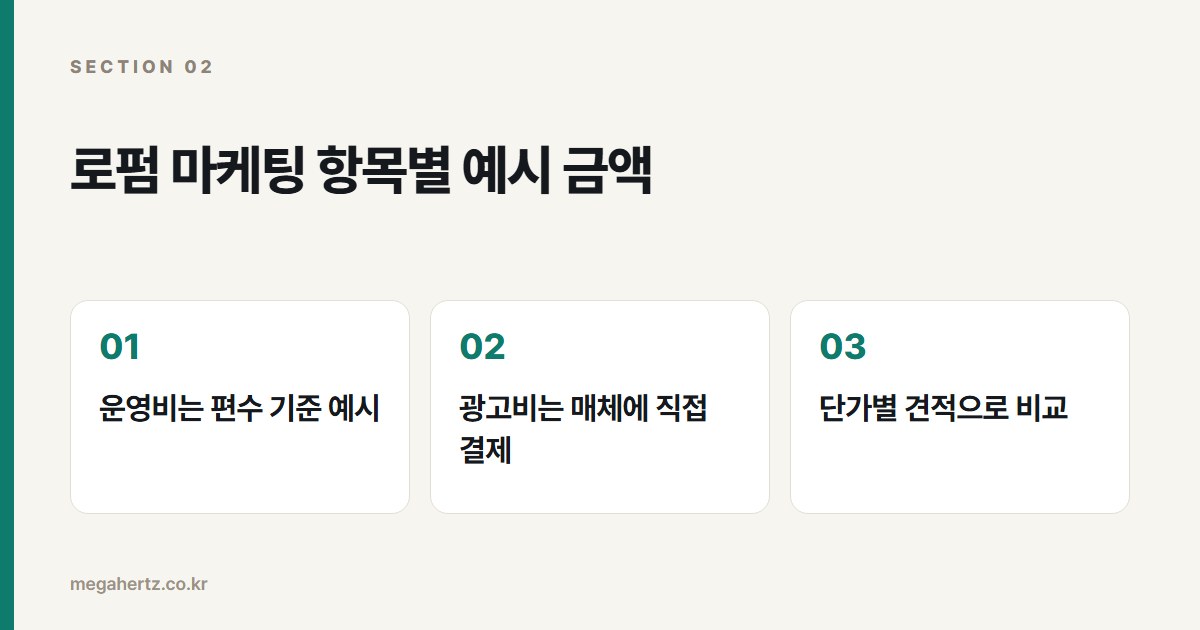 SECTION 02
로펌 마케팅 항목별 예시 금액
01
운영비는 편수 기준 예시
02
광고비는 매체에 직접
결제
03
단가별 견적으로 비교
megahertz.co.kr